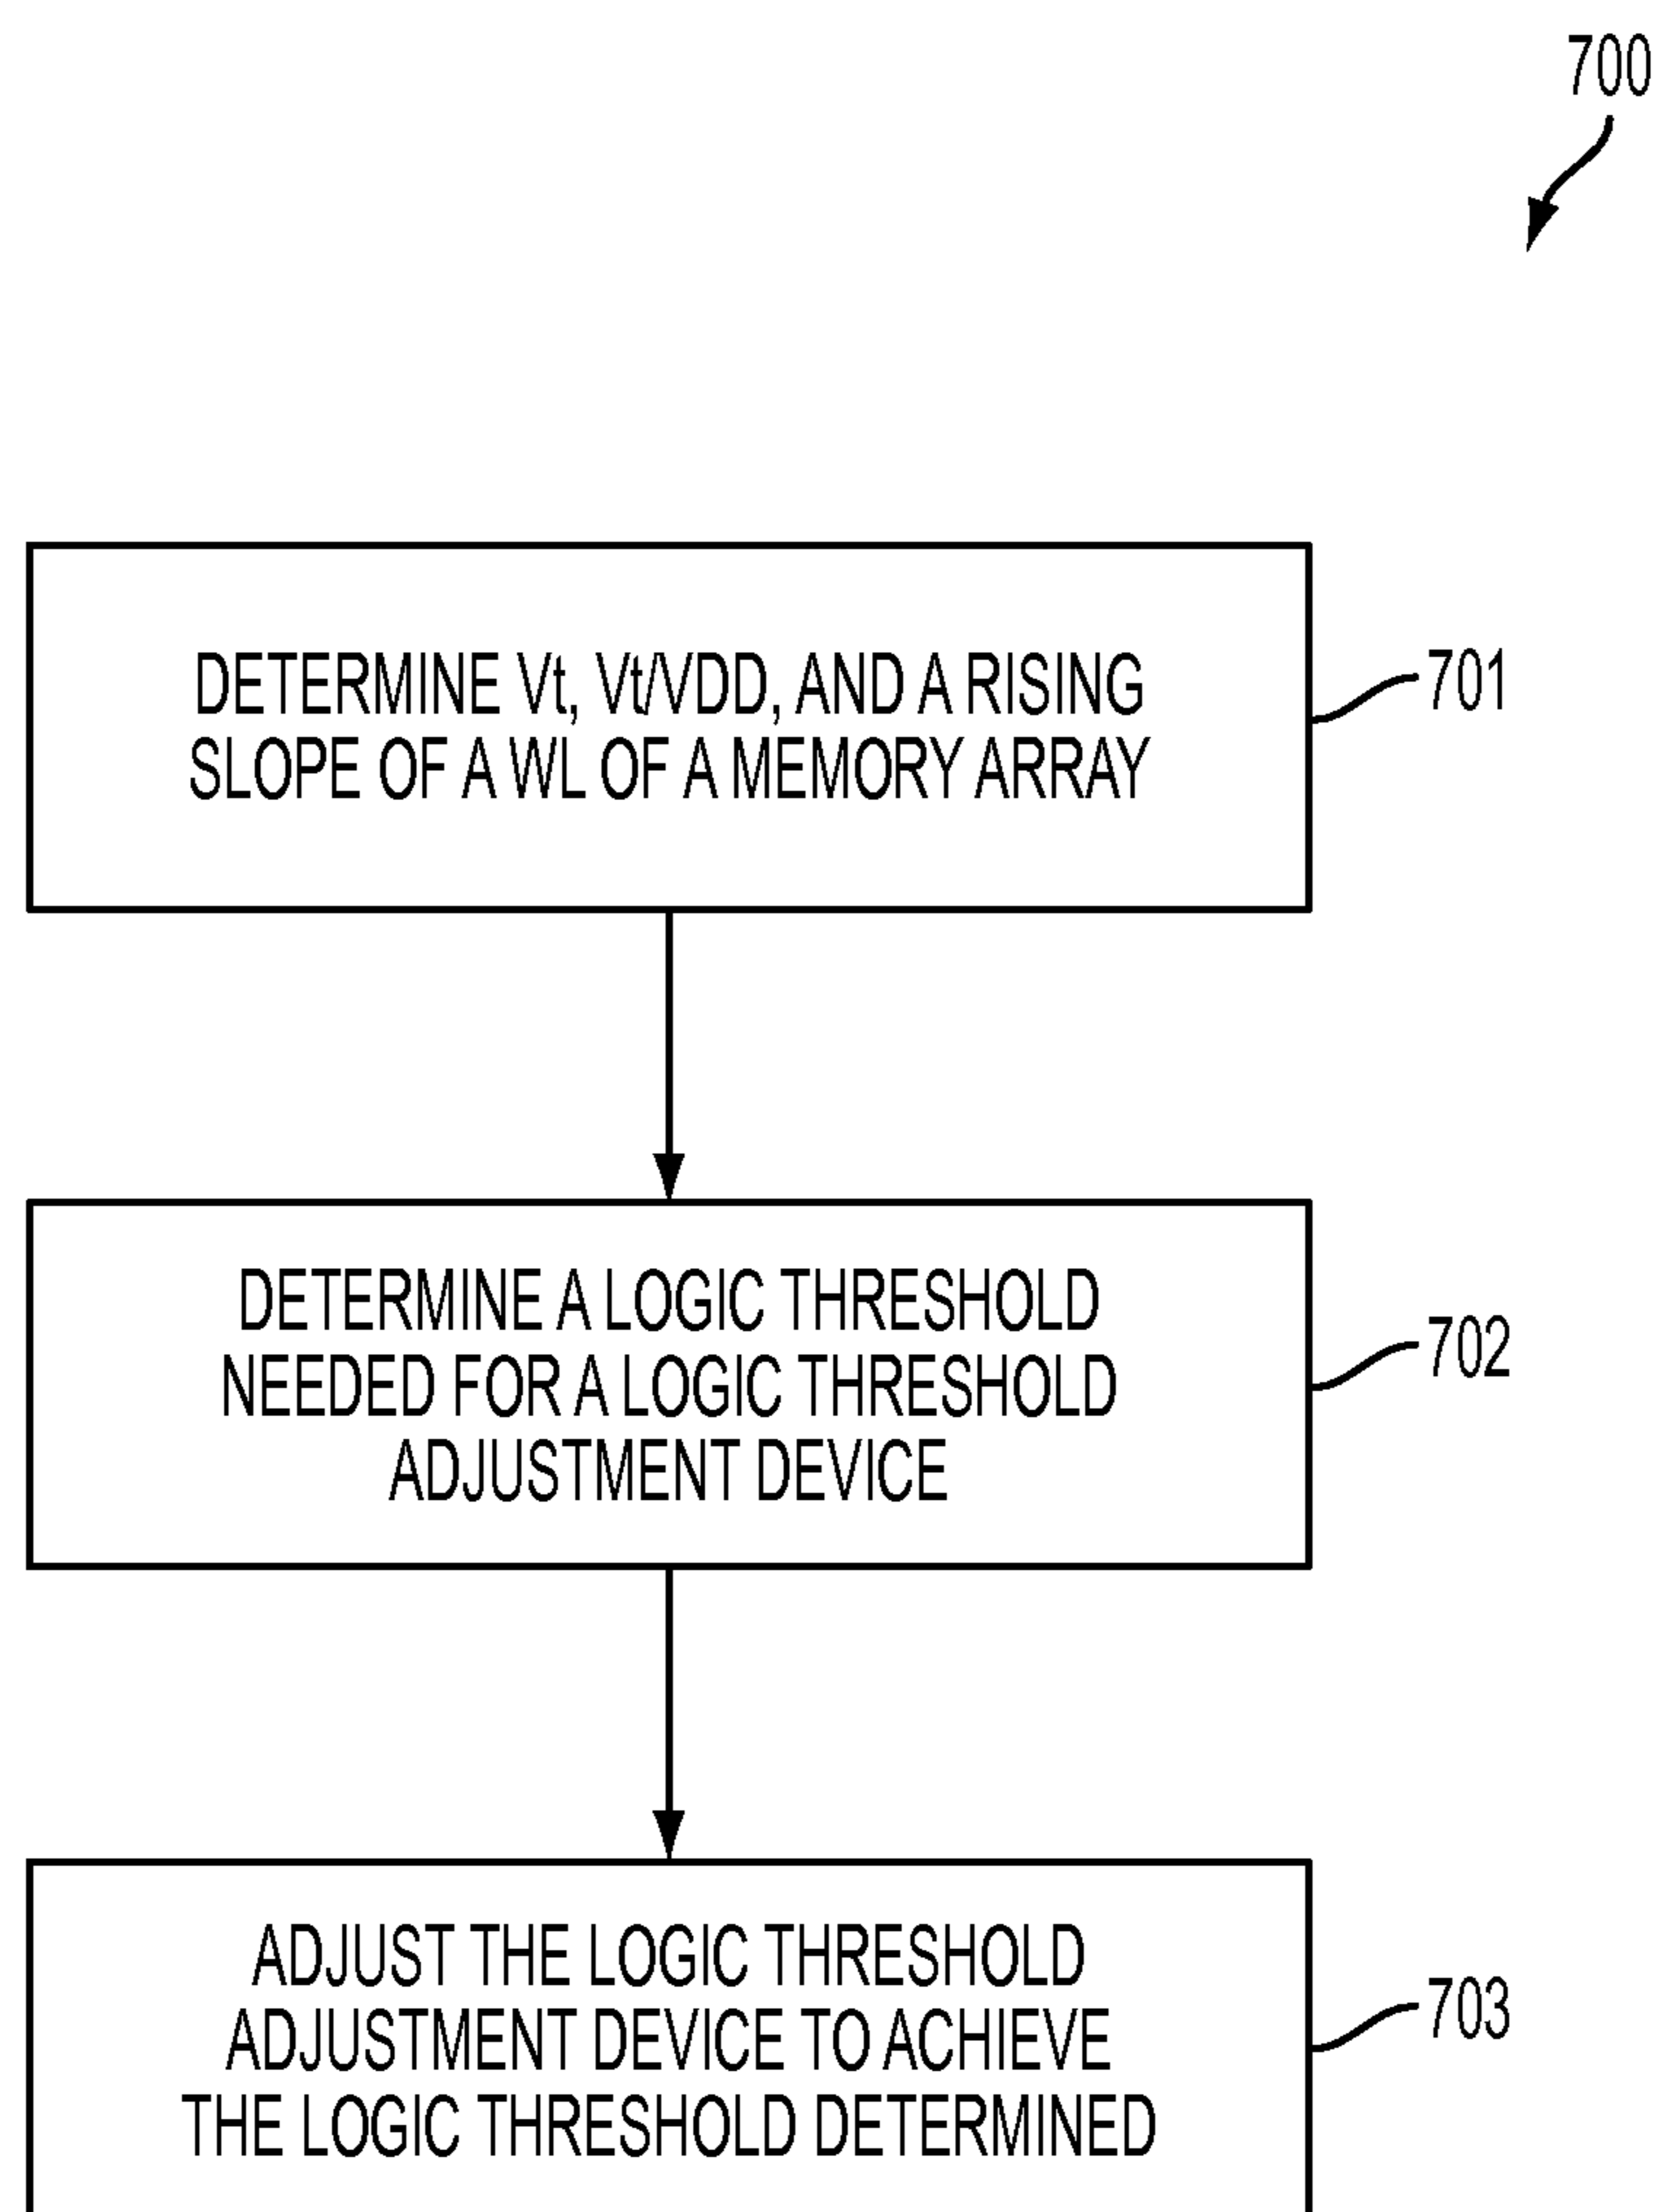 700
DETERMINE Vt, Vt/VDD, AND A RISING
SLOPE OF A WL OF A MEMORY ARRAY
701
DETERMINE A LOGIC THRESHOLD
NEEDED FOR A LOGIC THRESHOLD
ADJUSTMENT DEVICE
702
ADJUST THE LOGIC THRESHOLD
ADJUSTMENT DEVICE TO ACHIEVE
THE LOGIC THRESHOLD DETERMINED
703